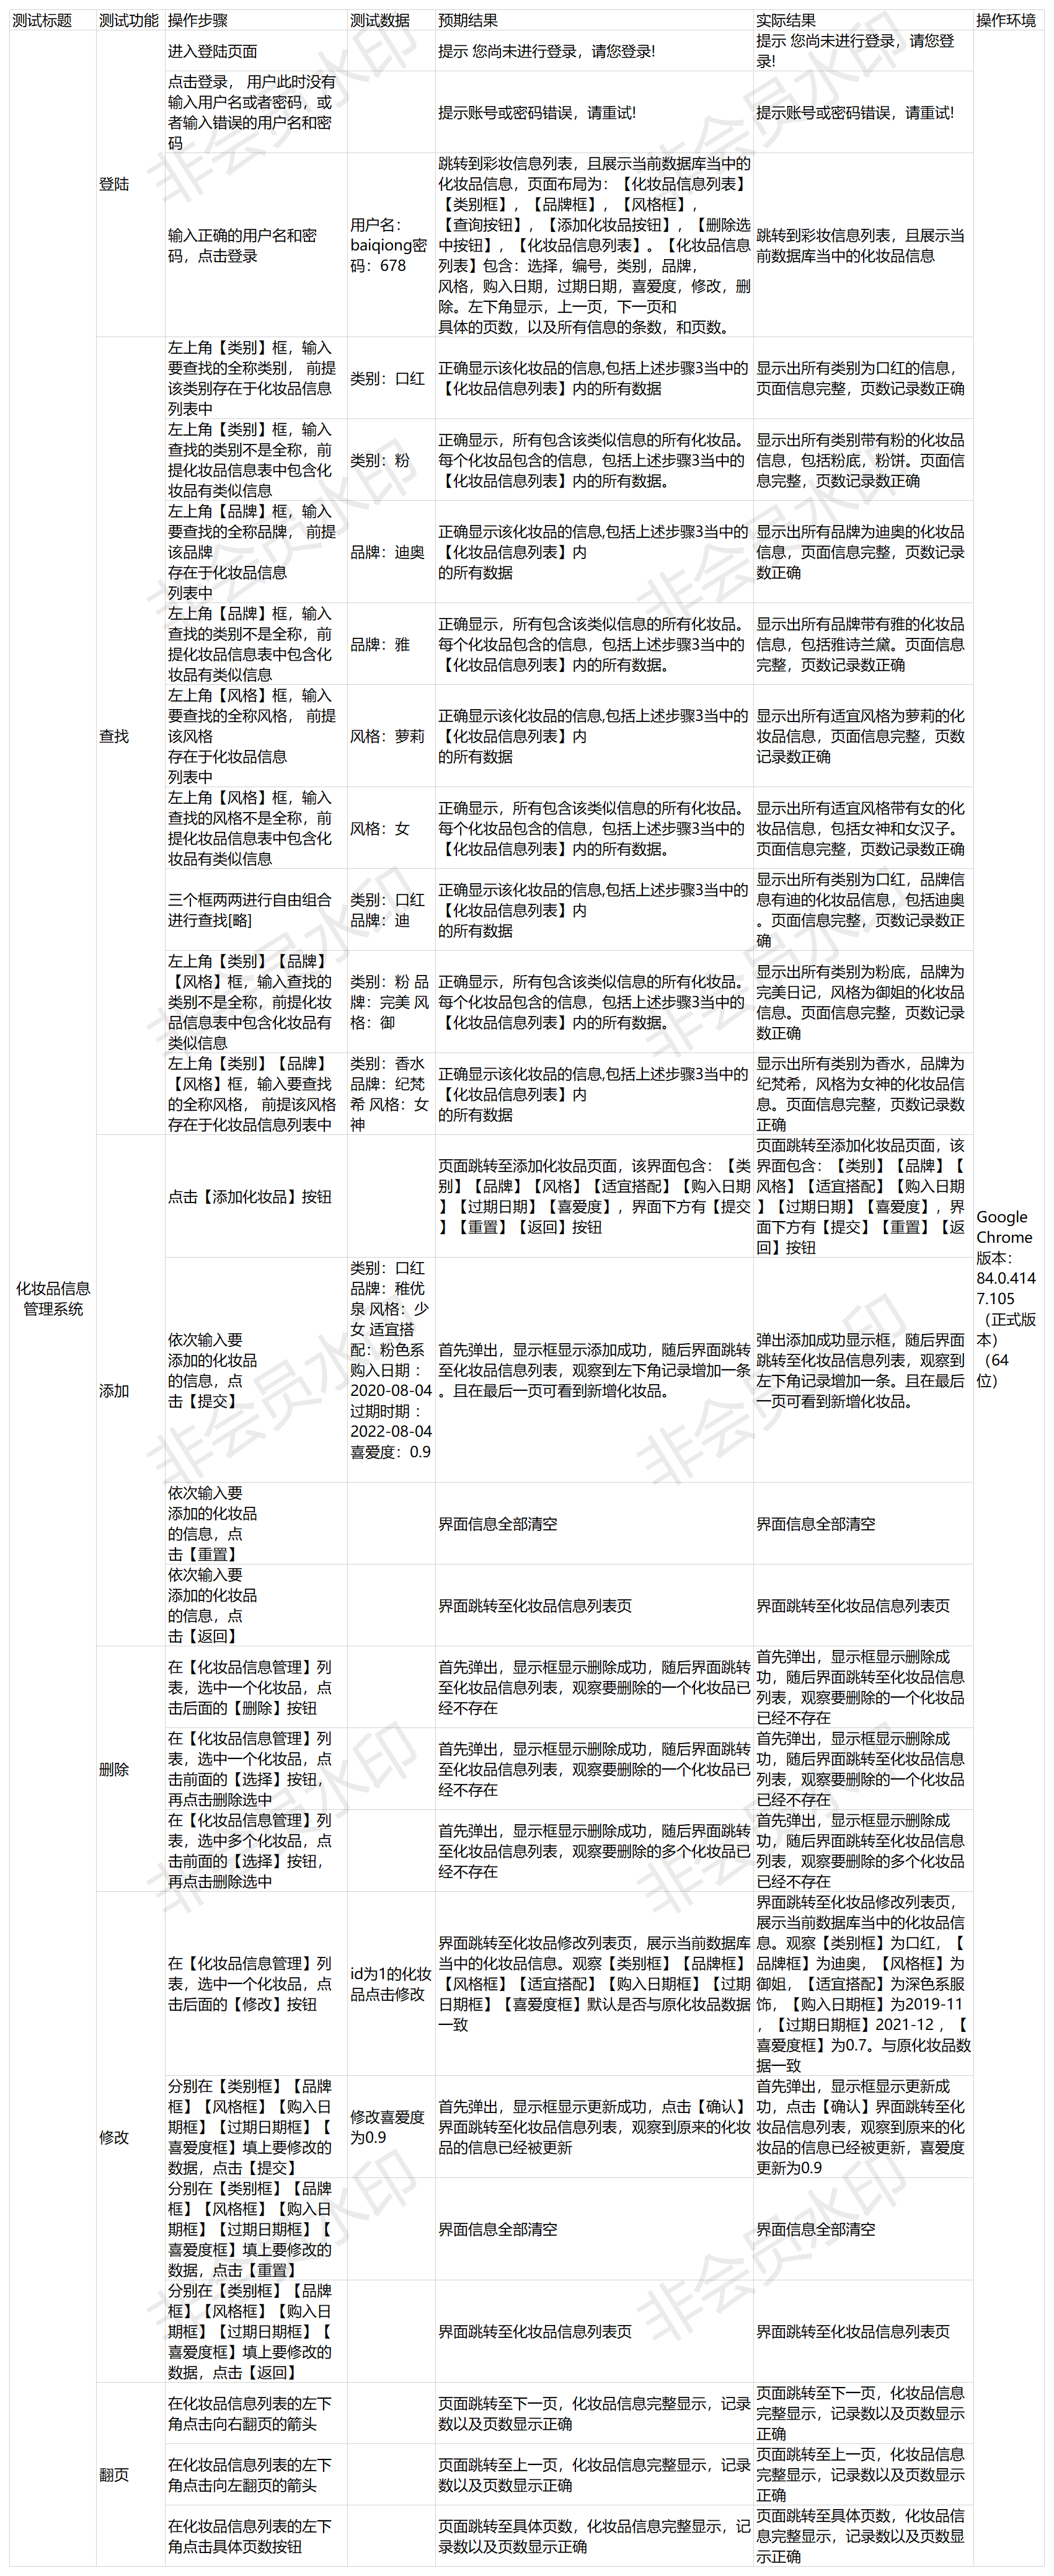 测试标题 测试功能 操作步骤 测试数据 预期结果 实际结果 操作环境
化妆品信息
管理系统
登陆
进入登陆页面
提示 您尚未进行登录，请您登录!
提示 您尚未进行登录，请您登
录!
点击登录， 用户此时没有
输入用户名或者密码，或
者输入错误的用户名和密
码
提示账号或密码错误，请重试!
提示账号或密码错误，请重试!
输入正确的用户名和密
码，点击登录
用户名：
baiqiong密
码：678
跳转到彩妆信息列表，且展示当前数据库当中的
化妆品信息，页面布局为：【化妆品信息列表】
【类别框】，【品牌框】，【风格框】，
【查询按钮】，【添加化妆品按钮】，【删除选
中按钮】，【化妆品信息列表】。【化妆品信息
列表】包含：选择，编号，类别，品牌，
风格，购入日期，过期日期，喜爱度，修改，删
除。左下角显示，上一页，下一页和
具体的页数，以及所有信息的条数，和页数。
跳转到彩妆信息列表，且展示当
前数据库当中的化妆品信息
查找
左上角【类别】框，输入
要查找的全称类别， 前提
该类别存在于化妆品信息
列表中
类别：口红
正确显示该化妆品的信息,包括上述步骤3当中的
【化妆品信息列表】内的所有数据
显示出所有类别为口红的信息，
页面信息完整，页数记录数正确
左上角【类别】框，输入
查找的类别不是全称，前
提化妆品信息表中包含化
妆品有类似信息
类别：粉
正确显示，所有包含该类似信息的所有化妆品。
每个化妆品包含的信息，包括上述步骤3当中的
【化妆品信息列表】内的所有数据。
显示出所有类别带有粉的化妆品
信息，包括粉底，粉饼。页面信
息完整，页数记录数正确
左上角【品牌】框，输入
要查找的全称品牌， 前提
该品牌
存在于化妆品信息
列表中
品牌：迪奥
正确显示该化妆品的信息,包括上述步骤3当中的
【化妆品信息列表】内
的所有数据
显示出所有品牌为迪奥的化妆品
信息，页面信息完整，页数记录
数正确
左上角【品牌】框，输入
查找的类别不是全称，前
提化妆品信息表中包含化
妆品有类似信息
品牌：雅
正确显示，所有包含该类似信息的所有化妆品。
每个化妆品包含的信息，包括上述步骤3当中的
【化妆品信息列表】内的所有数据。
显示出所有品牌带有雅的化妆品
信息，包括雅诗兰黛。页面信息
完整，页数记录数正确
左上角【风格】框，输入
要查找的全称风格， 前提
该风格
存在于化妆品信息
列表中
风格：萝莉
正确显示该化妆品的信息,包括上述步骤3当中的
【化妆品信息列表】内
的所有数据
显示出所有适宜风格为萝莉的化
妆品信息，页面信息完整，页数
记录数正确
左上角【风格】框，输入
查找的风格不是全称，前
提化妆品信息表中包含化
妆品有类似信息
风格：女
正确显示，所有包含该类似信息的所有化妆品。
每个化妆品包含的信息，包括上述步骤3当中的
【化妆品信息列表】内的所有数据。
显示出所有适宜风格带有女的化
妆品信息，包括女神和女汉子。
页面信息完整，页数记录数正确
三个框两两进行自由组合
进行查找[略]
类别：口红
品牌：迪
正确显示该化妆品的信息,包括上述步骤3当中的
【化妆品信息列表】内
的所有数据
显示出所有类别为口红，品牌信
息有迪的化妆品信息，包括迪奥
。页面信息完整，页数记录数正
确
左上角【类别】【品牌】
【风格】框，输入查找的
类别不是全称，前提化妆
品信息表中包含化妆品有
类似信息
类别：粉 品
牌：完美 风
格：御
正确显示，所有包含该类似信息的所有化妆品。
每个化妆品包含的信息，包括上述步骤3当中的
【化妆品信息列表】内的所有数据。
显示出所有类别为粉底，品牌为
完美日记，风格为御姐的化妆品
信息。页面信息完整，页数记录
数正确
左上角【类别】【品牌】
【风格】框，输入要查找
的全称风格， 前提该风格
存在于化妆品信息列表中
类别：香水
品牌：纪梵
希 风格：女
神
正确显示该化妆品的信息,包括上述步骤3当中的
【化妆品信息列表】内
的所有数据
显示出所有类别为香水，品牌为
纪梵希，风格为女神的化妆品信
息。页面信息完整，页数记录数
正确
添加
点击【添加化妆品】按钮
页面跳转至添加化妆品页面，该界面包含：【类
别】【品牌】【风格】【适宜搭配】【购入日期
】【过期日期】【喜爱度】，界面下方有【提交
】【重置】【返回】按钮
页面跳转至添加化妆品页面，该
界面包含：【类别】【品牌】【
风格】【适宜搭配】【购入日期
】【过期日期】【喜爱度】，界
面下方有【提交】【重置】【返
回】按钮
依次输入要
添加的化妆品
的信息，点
击【提交】
类别：口红
品牌：稚优
泉 风格：少
女 适宜搭
配：粉色系
购入日期 ：
2020-08-04
过期时期 ：
2022-08-04
喜爱度：0.9
首先弹出，显示框显示添加成功，随后界面跳转
至化妆品信息列表，观察到左下角记录增加一条
。且在最后一页可看到新增化妆品。
弹出添加成功显示框，随后界面
跳转至化妆品信息列表，观察到
左下角记录增加一条。且在最后
一页可看到新增化妆品。
依次输入要
添加的化妆品
的信息，点
击【重置】
界面信息全部清空
界面信息全部清空
依次输入要
添加的化妆品
的信息，点
击【返回】
界面跳转至化妆品信息列表页
界面跳转至化妆品信息列表页
删除
在【化妆品信息管理】列
表，选中一个化妆品，点
击后面的【删除】按钮
首先弹出，显示框显示删除成功，随后界面跳转
至化妆品信息列表，观察要删除的一个化妆品已
经不存在
首先弹出，显示框显示删除成
功，随后界面跳转至化妆品信息
列表，观察要删除的一个化妆品
已经不存在
在【化妆品信息管理】列
表，选中一个化妆品，点
击前面的【选择】按钮，
再点击删除选中
首先弹出，显示框显示删除成功，随后界面跳转
至化妆品信息列表，观察要删除的一个化妆品已
经不存在
首先弹出，显示框显示删除成
功，随后界面跳转至化妆品信息
列表，观察要删除的一个化妆品
已经不存在
在【化妆品信息管理】列
表，选中多个化妆品，点
击前面的【选择】按钮，
再点击删除选中
首先弹出，显示框显示删除成功，随后界面跳转
至化妆品信息列表，观察要删除的多个化妆品已
经不存在
首先弹出，显示框显示删除成
功，随后界面跳转至化妆品信息
列表，观察要删除的多个化妆品
已经不存在
修改
在【化妆品信息管理】列
表，选中一个化妆品，点
击后面的【修改】按钮
id为1的化妆
品点击修改
界面跳转至化妆品修改列表页，展示当前数据库
当中的化妆品信息。观察【类别框】【品牌框】
【风格框】【适宜搭配】【购入日期框】【过期
日期框】【喜爱度框】默认是否与原化妆品数据
一致
界面跳转至化妆品修改列表页，
展示当前数据库当中的化妆品信
息。观察【类别框】为口红，【
品牌框】为迪奥，【风格框】为
御姐，【适宜搭配】为深色系服
饰，【购入日期框】为2019-11
，【过期日期框】2021-12 ，【
喜爱度框】为0.7。与原化妆品数
据一致
分别在【类别框】【品牌
框】【风格框】【购入日
期框】【过期日期框】【
喜爱度框】填上要修改的
数据，点击【提交】
修改喜爱度
为0.9
首先弹出，显示框显示更新成功，点击【确认】
界面跳转至化妆品信息列表，观察到原来的化妆
品的信息已经被更新
首先弹出，显示框显示更新成
功，点击【确认】界面跳转至化
妆品信息列表，观察到原来的化
妆品的信息已经被更新，喜爱度
更新为0.9
分别在【类别框】【品牌
框】【风格框】【购入日
期框】【过期日期框】【
喜爱度框】填上要修改的
数据，点击【重置】
界面信息全部清空
界面信息全部清空
分别在【类别框】【品牌
框】【风格框】【购入日
期框】【过期日期框】【
喜爱度框】填上要修改的
数据，点击【返回】
界面跳转至化妆品信息列表页
界面跳转至化妆品信息列表页
翻页
在化妆品信息列表的左下
角点击向右翻页的箭头
页面跳转至下一页，化妆品信息完整显示，记录
数以及页数显示正确
页面跳转至下一页，化妆品信息
完整显示，记录数以及页数显示
正确
在化妆品信息列表的左下
角点击向左翻页的箭头
页面跳转至上一页，化妆品信息完整显示，记录
数以及页数显示正确
页面跳转至上一页，化妆品信息
完整显示，记录数以及页数显示
正确
在化妆品信息列表的左下
角点击具体页数按钮
页面跳转至具体页数，化妆品信息完整显示，记
录数以及页数显示正确
页面跳转至具体页数，化妆品信
息完整显示，记录数以及页数显
示正确
Google
Chrome
版本：
84.0.414
7.105
（正式版
本）
（64
位）
非会员水印
非会员水印
非会员水印
非会员水印
非会员水印
非会员水印
非会员水印
非会员水印
非会员水印
非会员水印
非会员水印
非会员水印